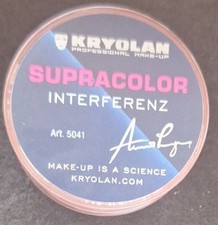 KRYOLAN
PROFESSIONAL MAKE-UP
SUPRACOLOR
INTERFERENZ
Art. 5041
MAKE-UP IS A SCIENCE
KRYOLAN.COM